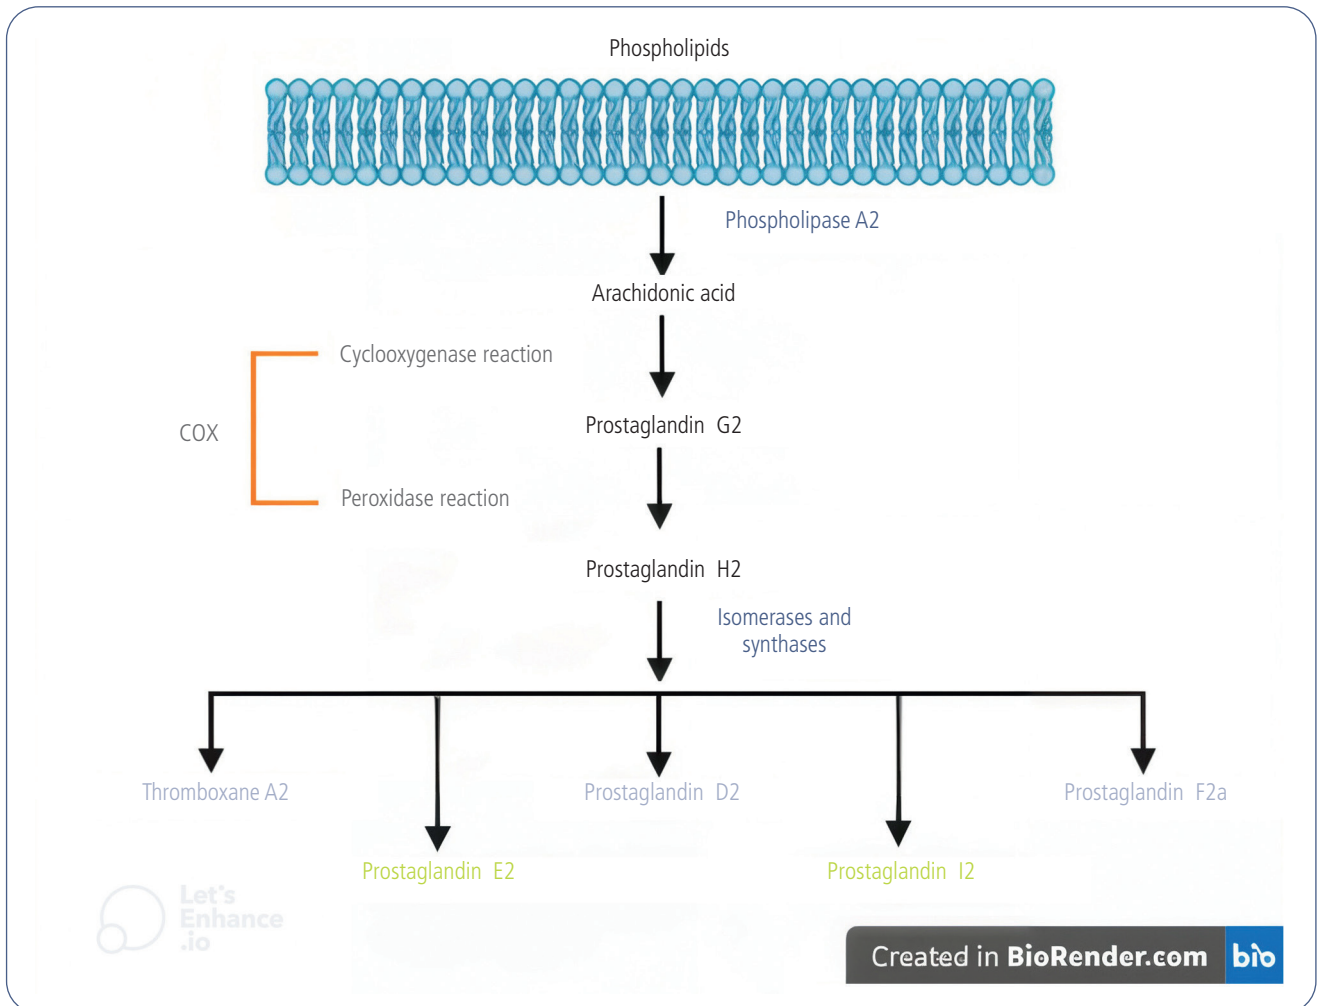 Phospholipids
Phospholipase A2
Arachidonic acid
Cyclooxygenase reaction
COX
Prostaglandin G2
Peroxidase reaction
Prostaglandin H2
Isomerases and
synthases
Thromboxane A2
Prostaglandin D2
Prostaglandin F2a
Prostaglandin E2
Prostaglandin I2
Let's
Enhance
.io
Created in BioRender.com bio